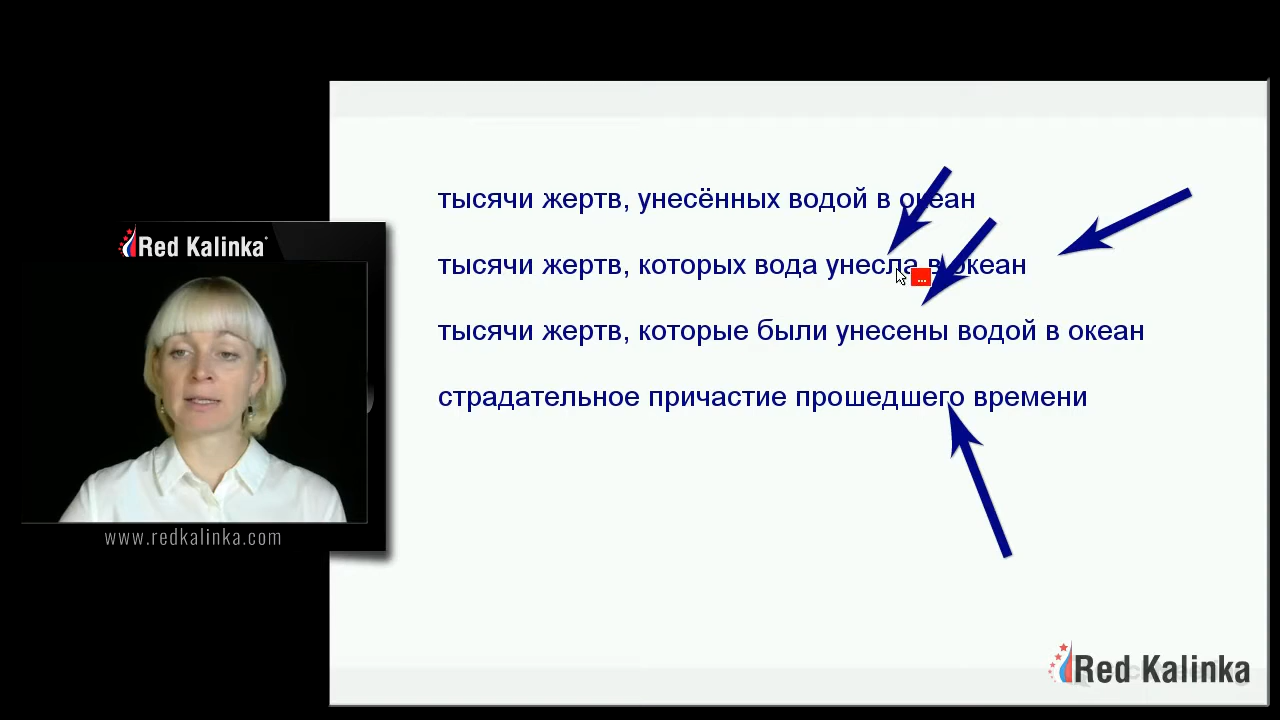 Red Kalinka
www.redkalinka.com
тысячи жертв, унесённых водой в океан
тысячи жертв, которых вода унесла в океан
тысячи жертв, которые были унесены водой в океан
страдательное причастие прошедшего времени
...
Red Kalinka